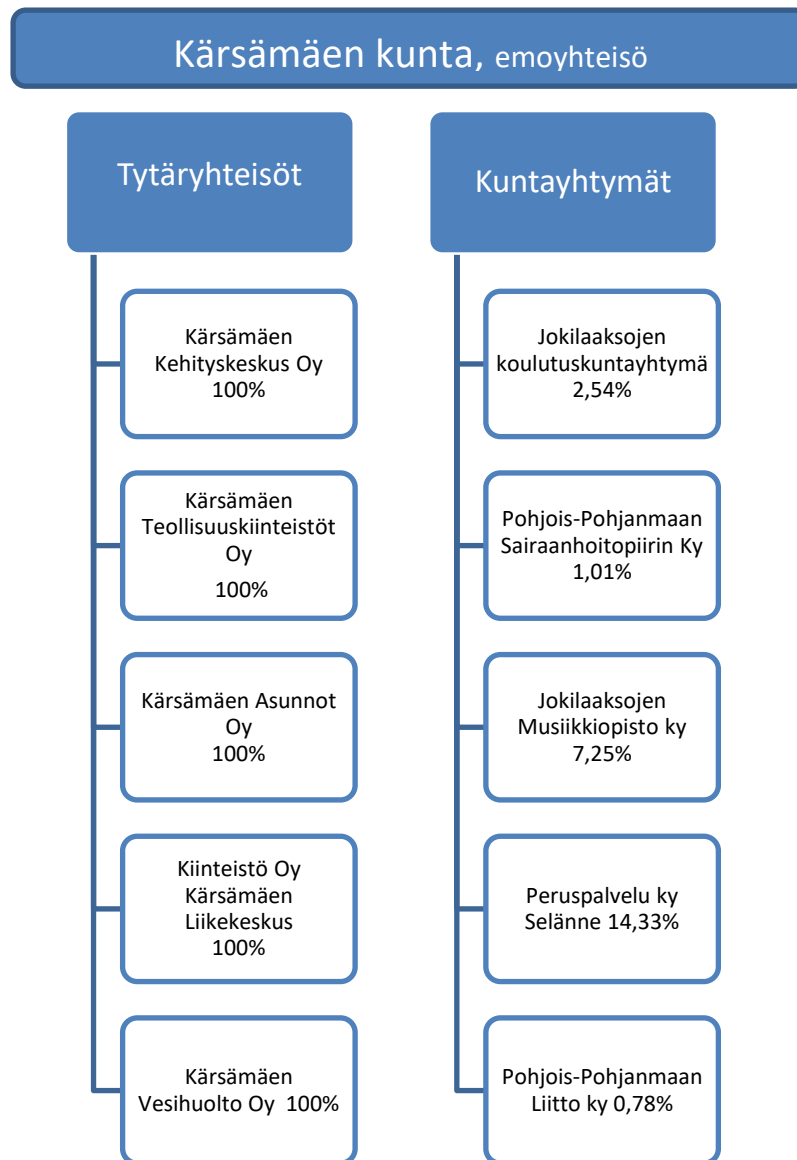 Kärsämäen kunta, emoyhteisö
Tytäryhteisöt
Kärsämäen
Kehityskeskus Oy
100%
Kärsämäen
Teollisuuskiinteistöt
Oy
100%
Kärsämäen Asunnot
Oy
100%
Kiinteistö Oy
Kärsämäen
Liikekeskus
100%
Kärsämäen
Vesihuolto Oy 100%
Kuntayhtymät
Jokilaaksojen
koulutuskuntayhtymä
2,54%
Pohjois-Pohjanmaan
Sairaanhoitopiirin Ky
1,01%
Jokilaaksojen
Musiikkiopisto ky
7,25%
Peruspalvelu ky
Selänne 14,33%
Pohjois-Pohjanmaan
Liitto ky 0,78%